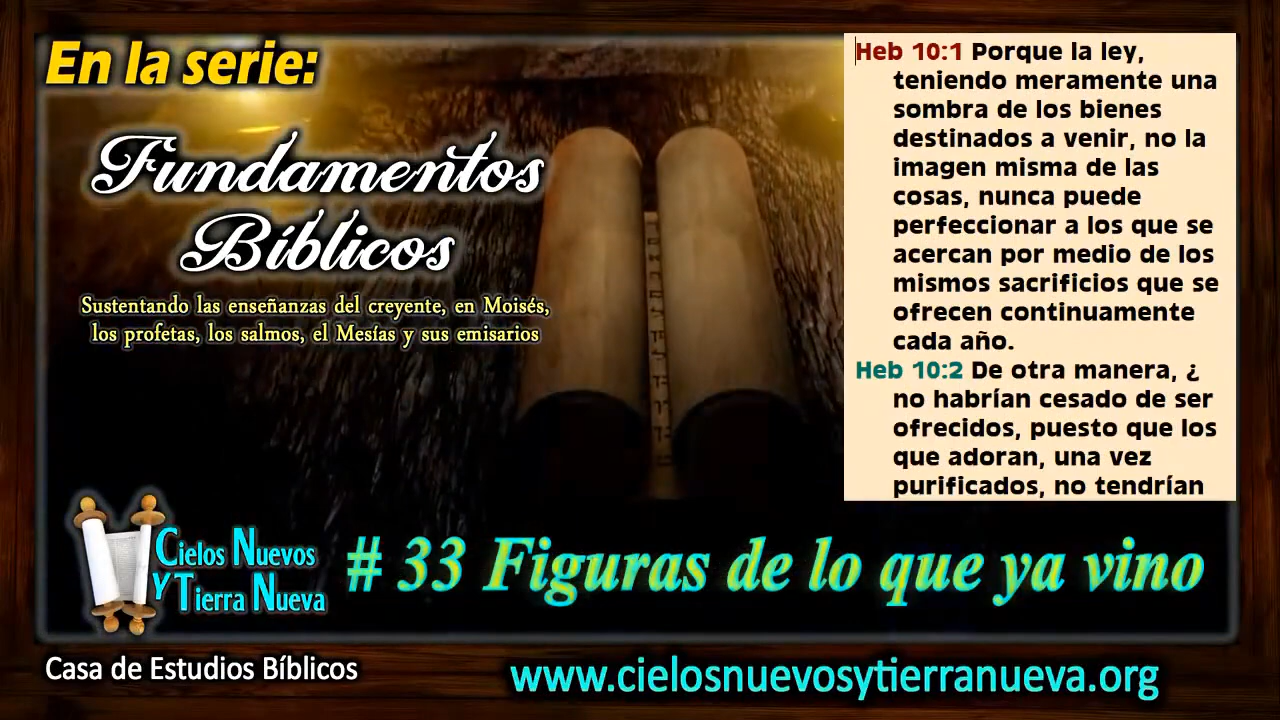 En la serie:
Fundamentos
Bíblicos
Sustentando las enseñanzas del creyente, en Moisés,
los profetas, los salmos, el Mesías y sus emisarios
Heb 10:1 Porque la ley,
teniendo meramente una
sombra de los bienes
destinados a venir, no la
imagen misma de las
cosas, nunca puede
perfeccionar a los que se
acercan por medio de los
mismos sacrificios que se
ofrecen continuamente
cada año.
Heb 10:2 De otra manera, ¿
no habrían cesado de ser
ofrecidos, puesto que los
que adoran, una vez
purificados, no tendrían
Cielos Nuevos
Y Tierra Nueva
# 33 Figuras de lo que ya vino
Casa de Estudios Bíblicos
www.cielosnuevosytierranueva.org